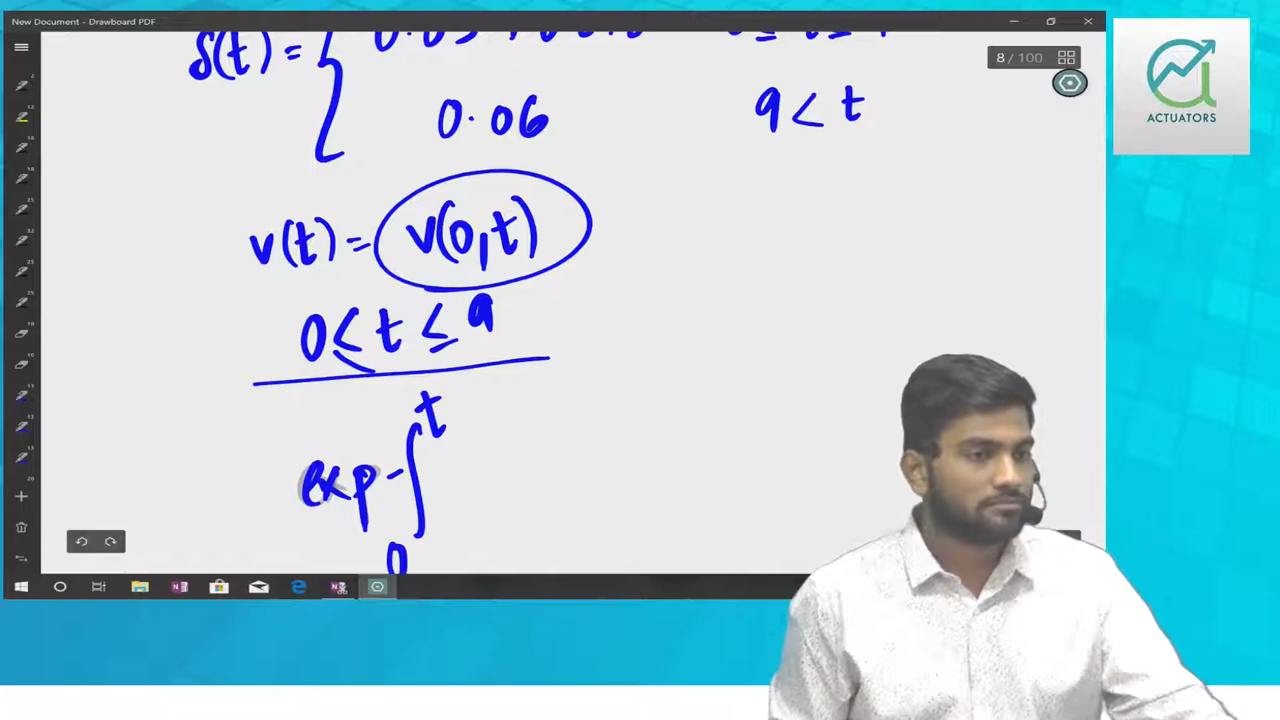 New Document - Drawboard PDF
8 / 100
δ(t) = {
0.06 9 < t
v(t) = v(0,t)
0 ≤ t ≤ 9
exp - ∫
t
0
ACTUATORS